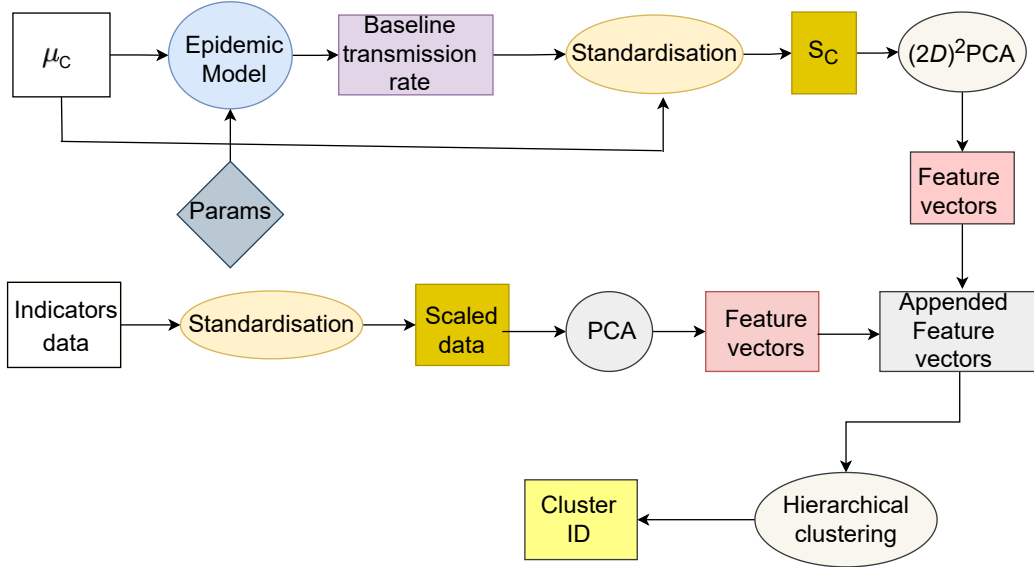 μC
Epidemic
Model
Baseline
transmission
rate
Standardisation
SC
(2D)²PCA
Params
Feature
vectors
Indicators
data
Standardisation
Scaled
data
PCA
Feature
vectors
Appended
Feature
vectors
Cluster
ID
Hierarchical
clustering